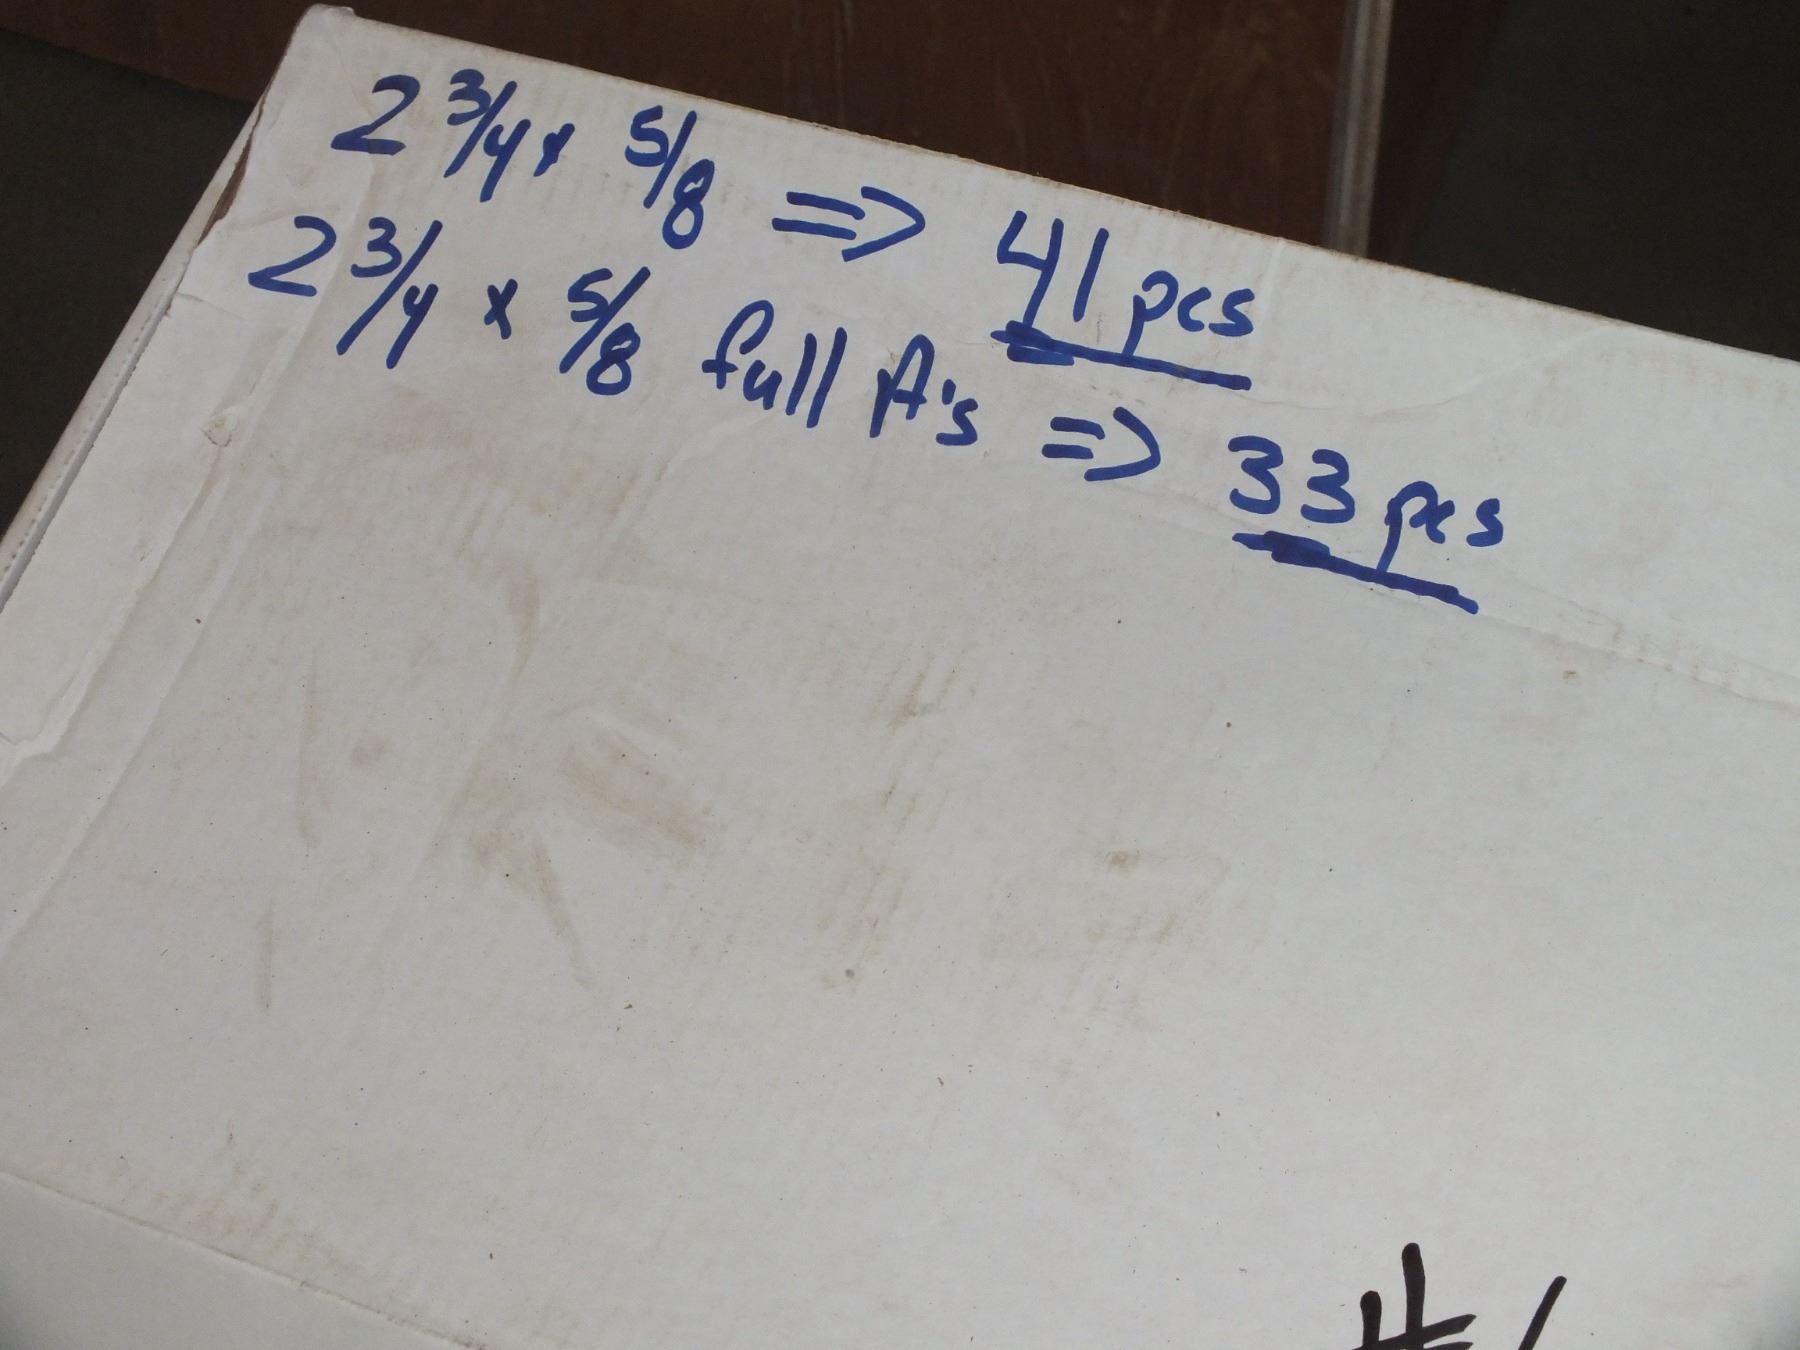 2 3/4 x 5/8 => 41 pcs
2 3/4 x 5/8 full A's => 33 pcs
#